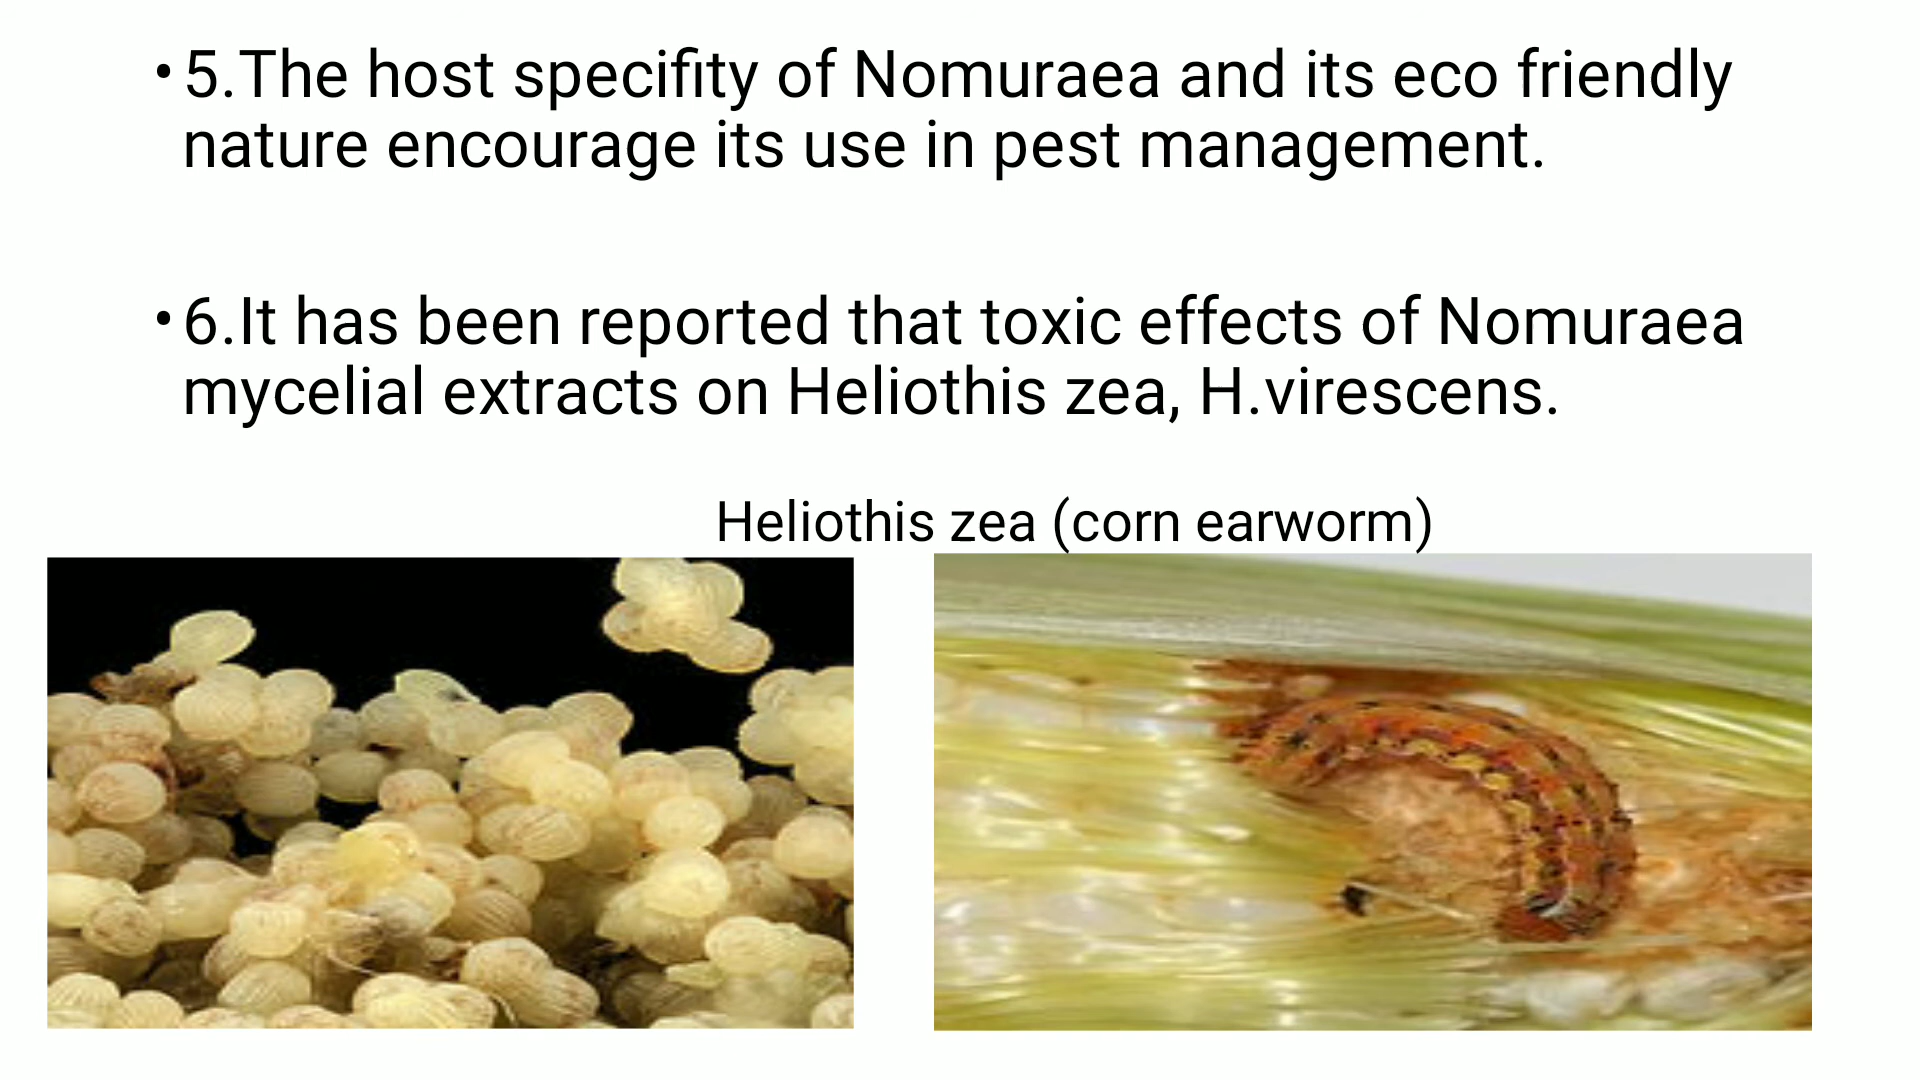 • 5.The host specifity of Nomuraea and its eco friendly
nature encourage its use in pest management.
• 6.It has been reported that toxic effects of Nomuraea
mycelial extracts on Heliothis zea, H.virescens.
Heliothis zea (corn earworm)